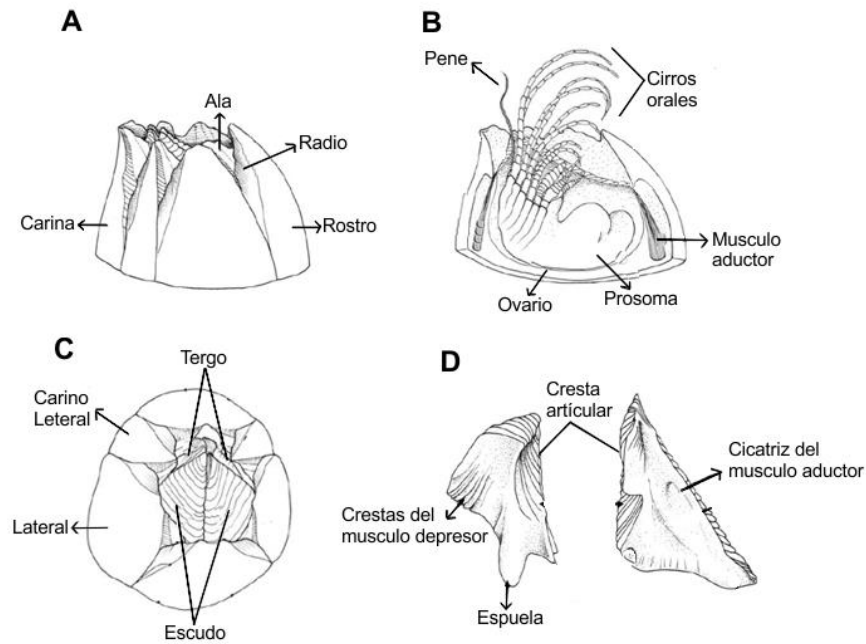 A
Ala
Radio
Carina
Rostro
B
Pene
Cirros
orales
Musculo
aductor
Ovario
Prosoma
C
Tergo
Carino
Leteral
Lateral
Escudo
D
Cresta
artícular
Cicatriz del
musculo aductor
Crestas del
musculo depresor
Espuela